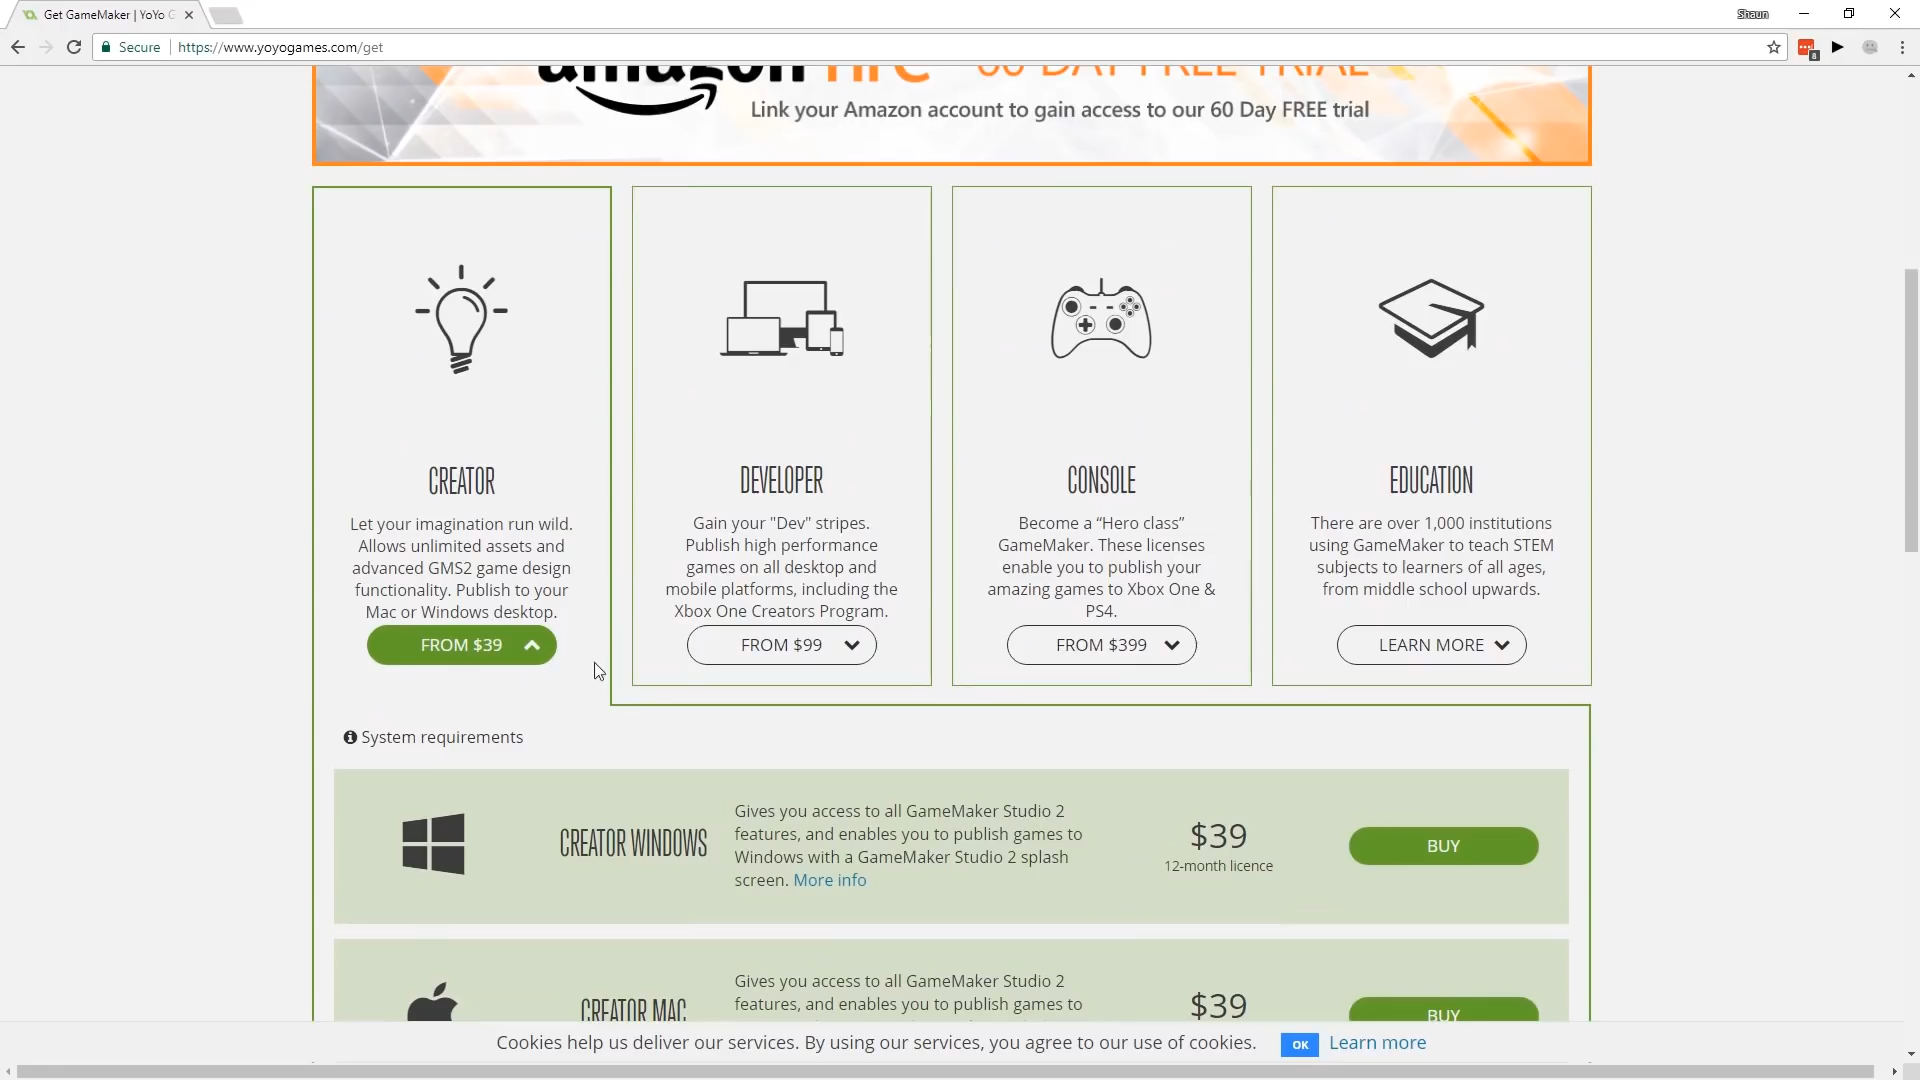 Get GameMaker | YoYo G
Shaun
Secure
https://www.yoyogames.com/get
8
amazon fire 60 DAY FREE TRIAL
Link your Amazon account to gain access to our 60 Day FREE trial
CREATOR
Let your imagination run wild.
Allows unlimited assets and
advanced GMS2 game design
functionality. Publish to your
Mac or Windows desktop.
FROM $39
DEVELOPER
Gain your "Dev" stripes.
Publish high performance
games on all desktop and
mobile platforms, including the
Xbox One Creators Program.
FROM $99
CONSOLE
Become a “Hero class”
GameMaker. These licenses
enable you to publish your
amazing games to Xbox One &
PS4.
FROM $399
EDUCATION
There are over 1,000 institutions
using GameMaker to teach STEM
subjects to learners of all ages,
from middle school upwards.
LEARN MORE
System requirements
CREATOR WINDOWS
Gives you access to all GameMaker Studio 2
features, and enables you to publish games to
Windows with a GameMaker Studio 2 splash
screen. More info
$39
12-month licence
BUY
CREATOR MAC
Gives you access to all GameMaker Studio 2
features, and enables you to publish games to
$39
BUY
Cookies help us deliver our services. By using our services, you agree to our use of cookies.
OK
Learn more